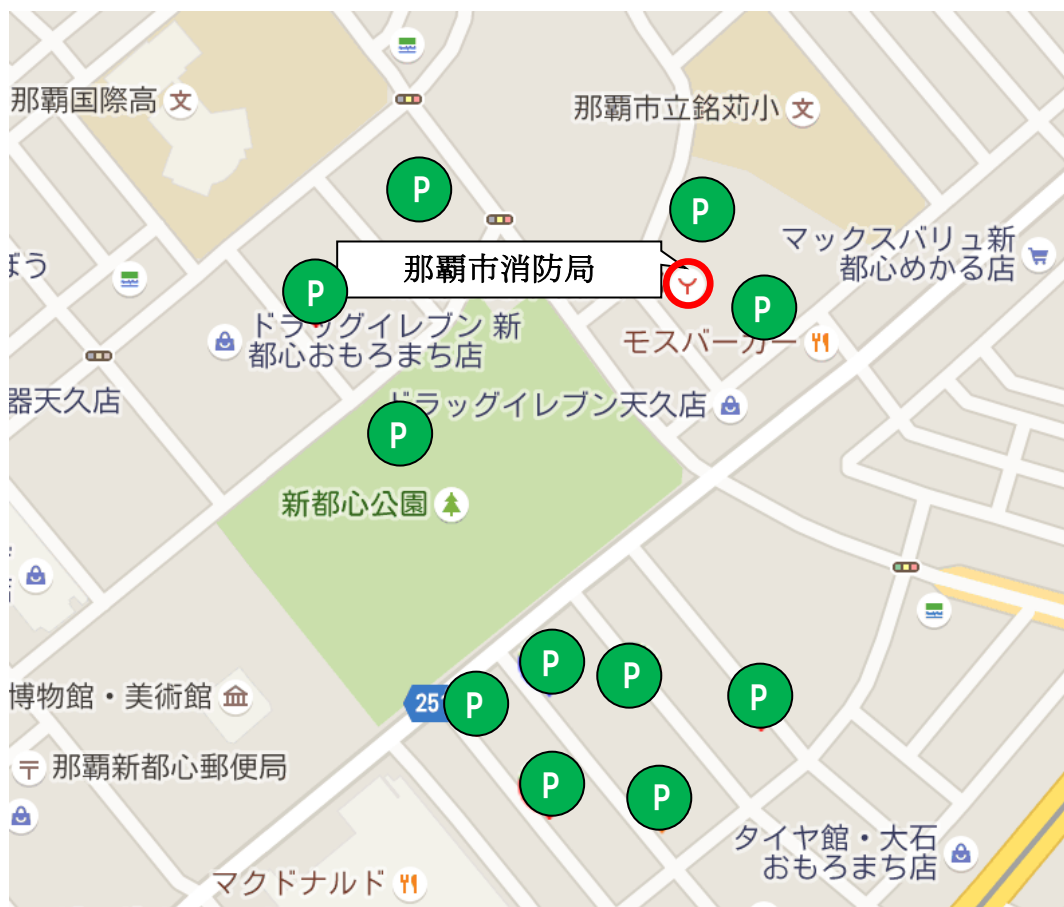 那覇国際高
那覇市立銘苅小
P
P
マックスバリュ新
都心めかる店
ぼう
那覇市消防局
P
P
ドラッグイレブン 新
都心おもろまち店
モスバーガー
器天久店
ドラッグイレブン天久店
P
新都心公園
P
P
P
博物館・美術館
251
P
那覇新都心郵便局
P
P
タイヤ館・大石
おもろまち店
マクドナルド